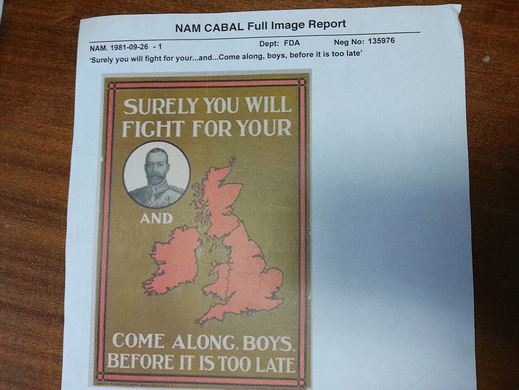 NAM CABAL Full Image Report
NAM. 1981-09-26 - 1 Dept: FDA Neg No: 135976
'Surely you will fight for your...and...Come along, boys, before it is too late'
SURELY YOU WILL
FIGHT FOR YOUR
AND
COME ALONG, BOYS,
BEFORE IT IS TOO LATE